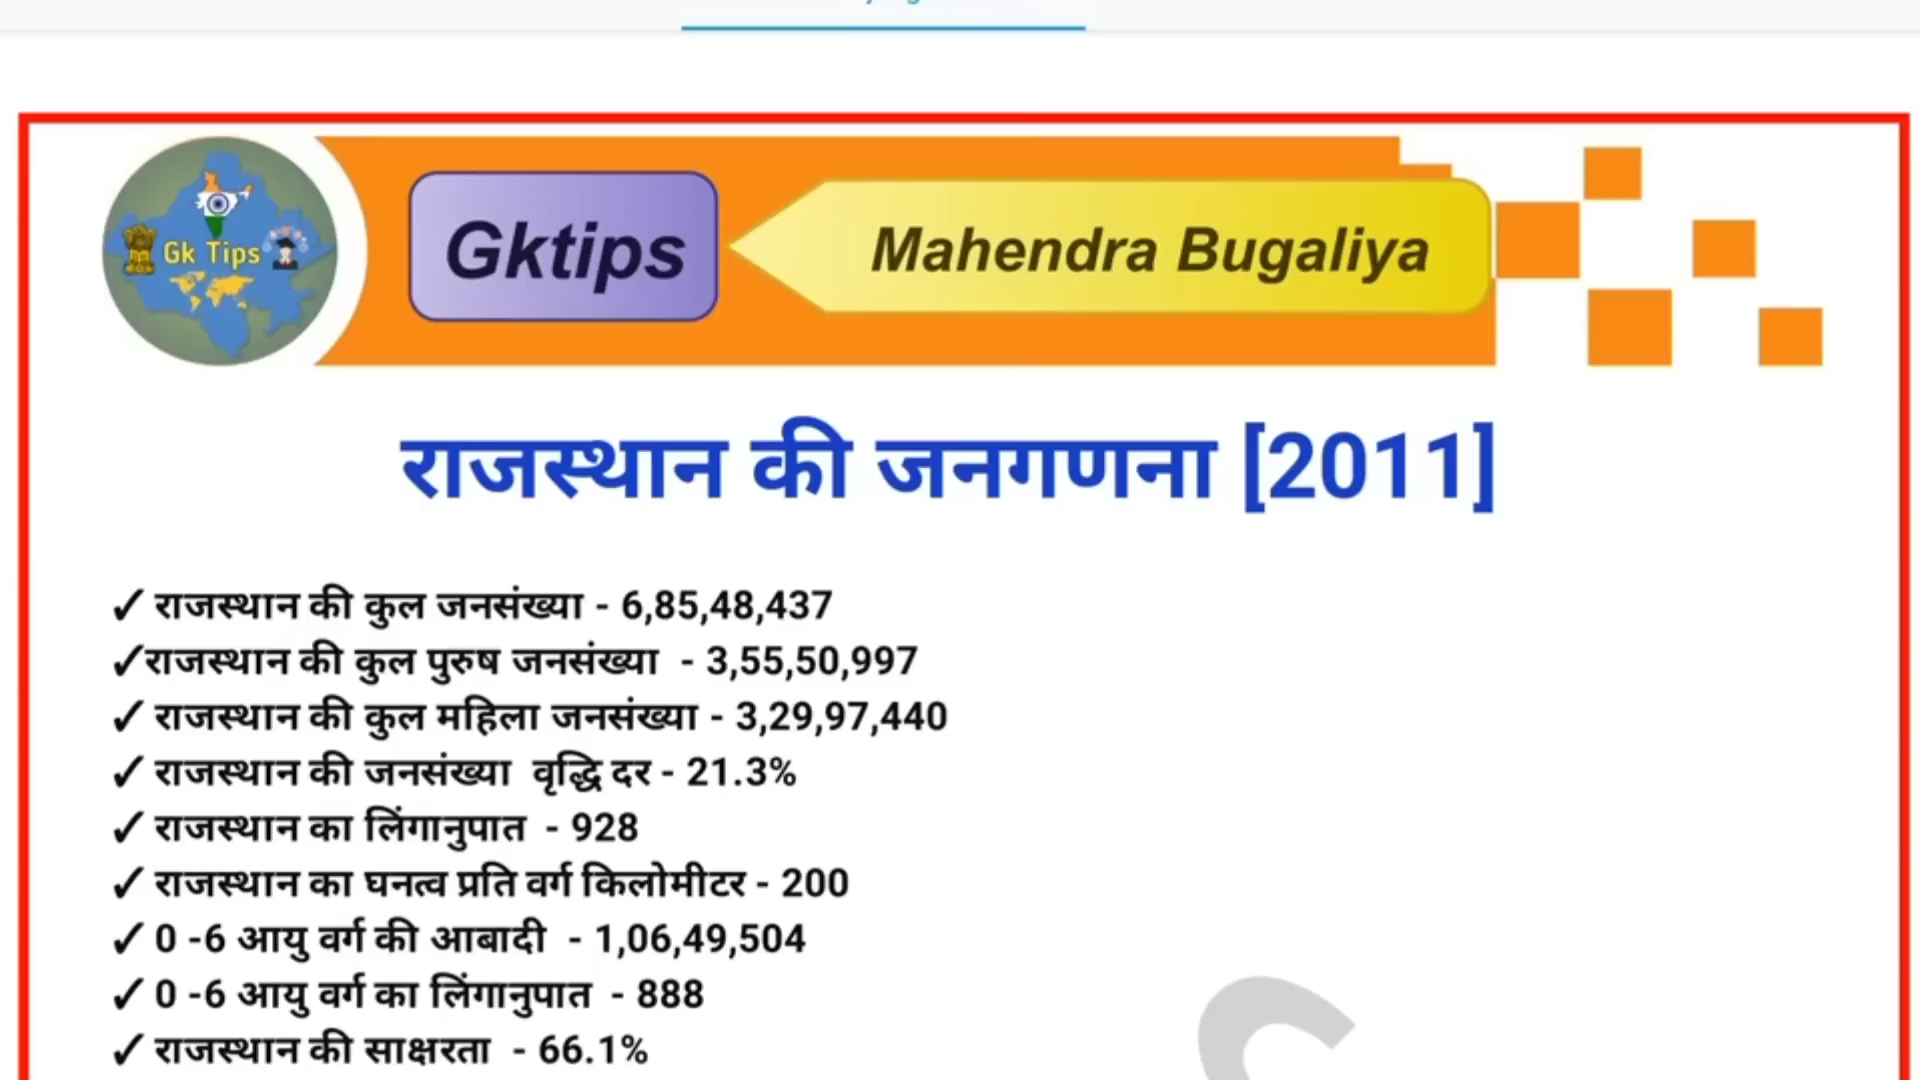 Gk Tips
Gktips
Mahendra Bugaliya
राजस्थान की जनगणना [2011]
✓ राजस्थान की कुल जनसंख्या - 6,85,48,437
✓राजस्थान की कुल पुरुष जनसंख्या - 3,55,50,997
✓ राजस्थान की कुल महिला जनसंख्या - 3,29,97,440
✓ राजस्थान की जनसंख्या वृद्धि दर - 21.3%
✓ राजस्थान का लिंगानुपात - 928
✓ राजस्थान का घनत्व प्रति वर्ग किलोमीटर - 200
✓ 0 -6 आयु वर्ग की आबादी - 1,06,49,504
✓ 0 -6 आयु वर्ग का लिंगानुपात - 888
✓ राजस्थान की साक्षरता - 66.1%